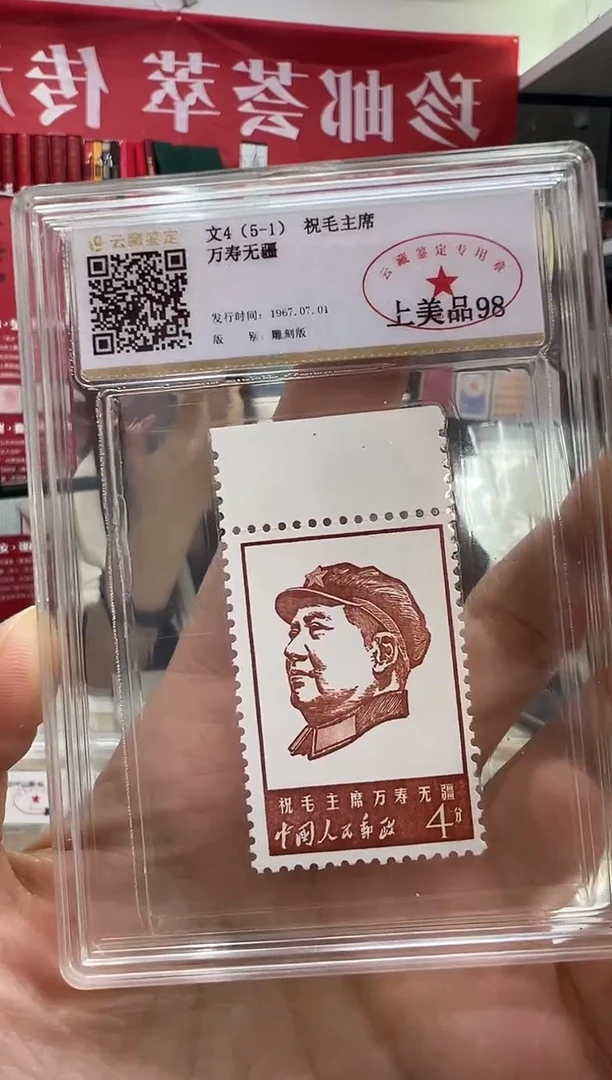 珍邮荟萃 传
云藏鉴定
文4（5-1） 祝毛主席
万寿无疆
云藏鉴定专用章
发行时间：1967.07.01
版 别：雕刻版
上美品98
祝毛主席万寿无疆
中国人民邮政
4分